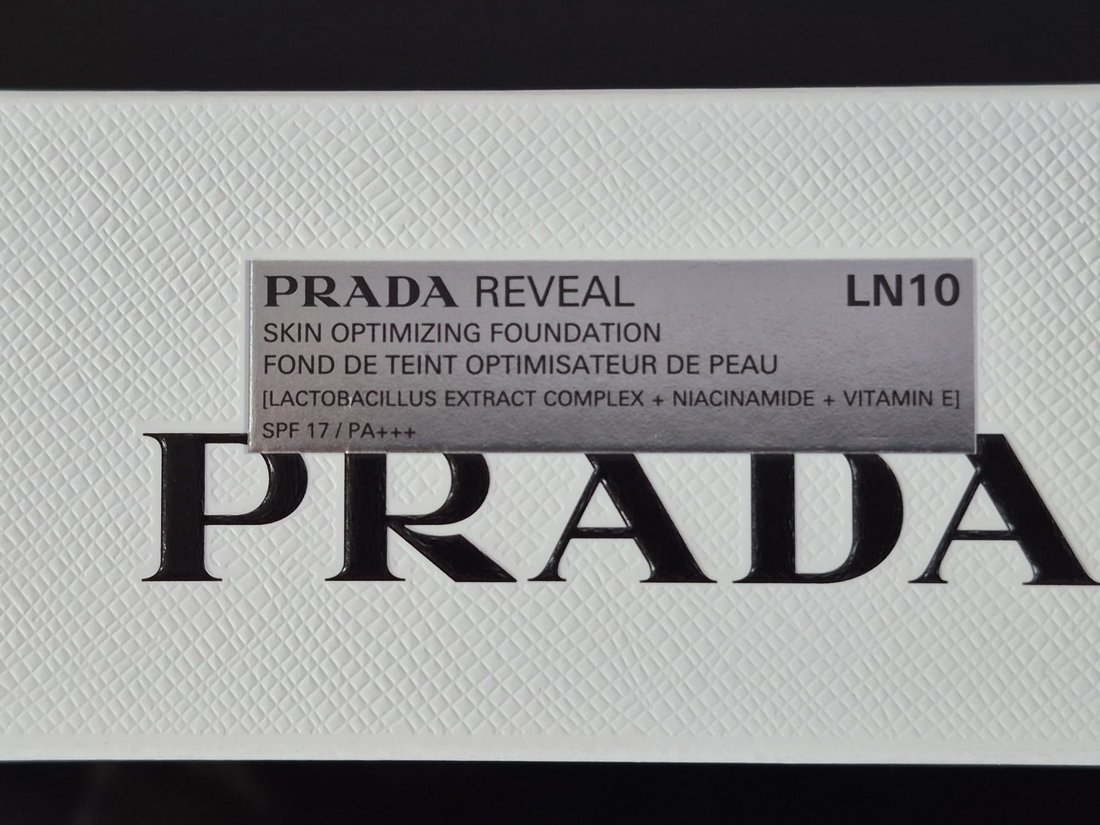 PRADA REVEAL LN10
SKIN OPTIMIZING FOUNDATION
FOND DE TEINT OPTIMISATEUR DE PEAU
[LACTOBACILLUS EXTRACT COMPLEX + NIACINAMIDE + VITAMIN E]
SPF 17 / PA+++
PRADA